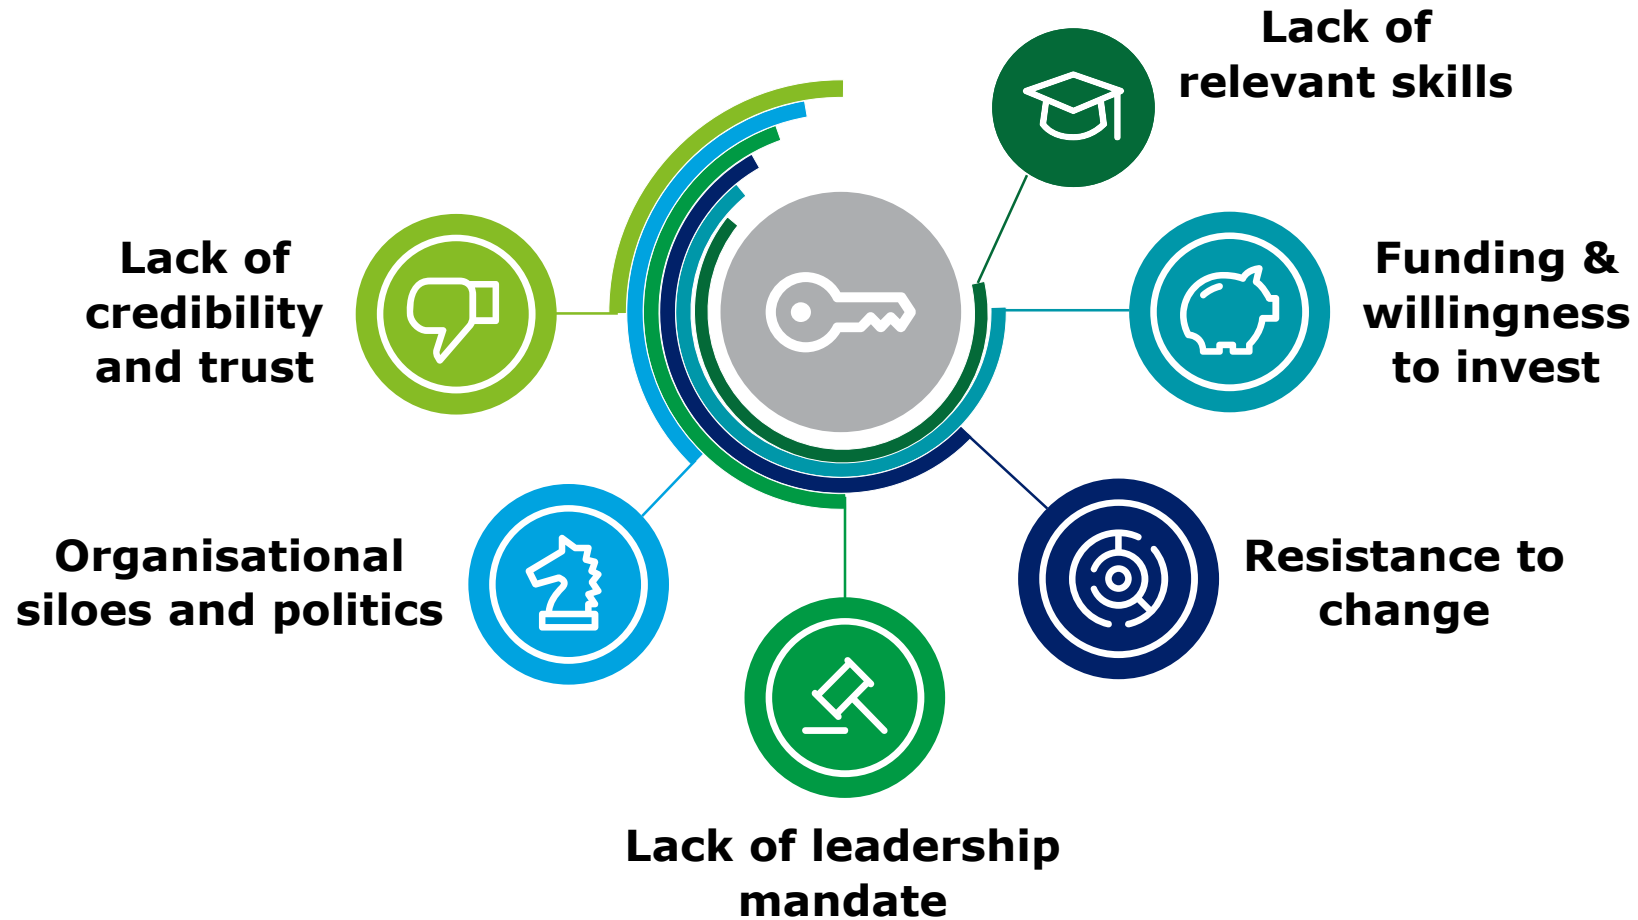 Lack of
relevant skills
Funding &
willingness
to invest
Resistance to
change
Lack of leadership
mandate
Organisational
siloes and politics
Lack of
credibility
and trust